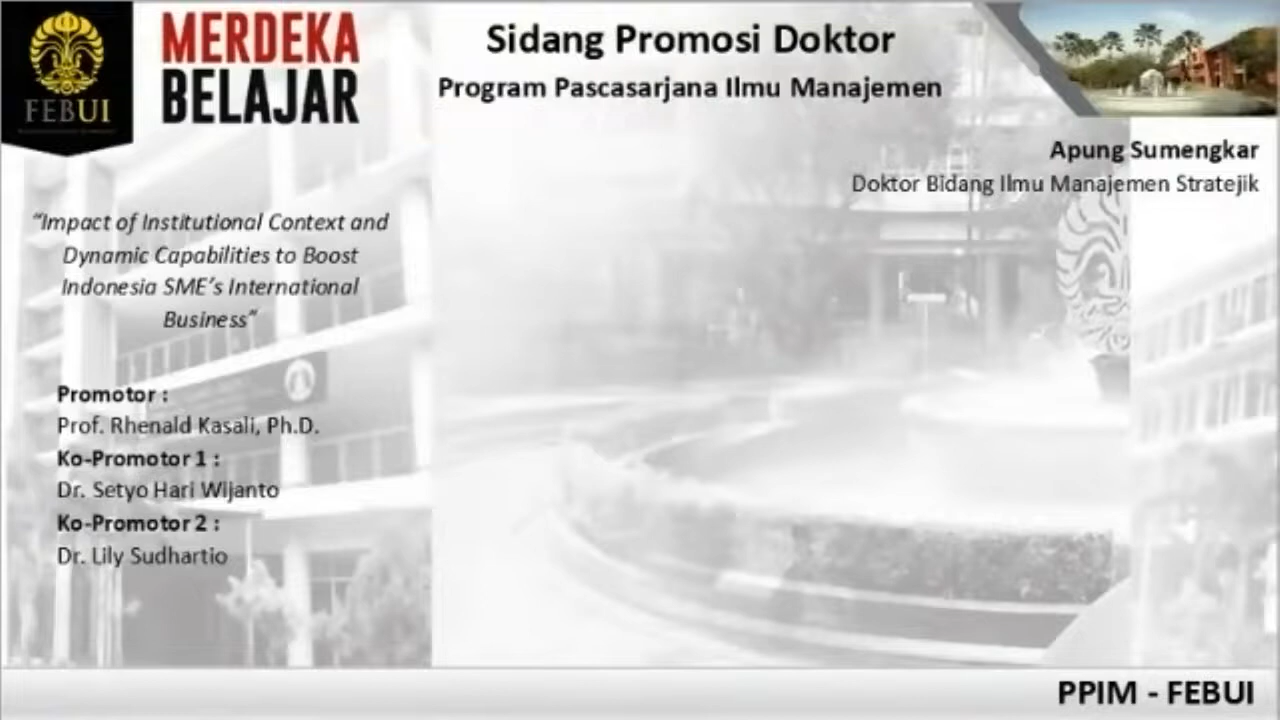 FEBUI
MERDEKA
BELAJAR
Sidang Promosi Doktor
Program Pascasarjana Ilmu Manajemen
Apung Sumengkar
Doktor Bidang Ilmu Manajemen Stratejik
“Impact of Institutional Context and
Dynamic Capabilities to Boost
Indonesia SME’s International
Business”
Promotor :
Prof. Rhenald Kasali, Ph.D.
Ko-Promotor 1 :
Dr. Setyo Hari Wijanto
Ko-Promotor 2 :
Dr. Lily Sudhartio
PPIM - FEBUI